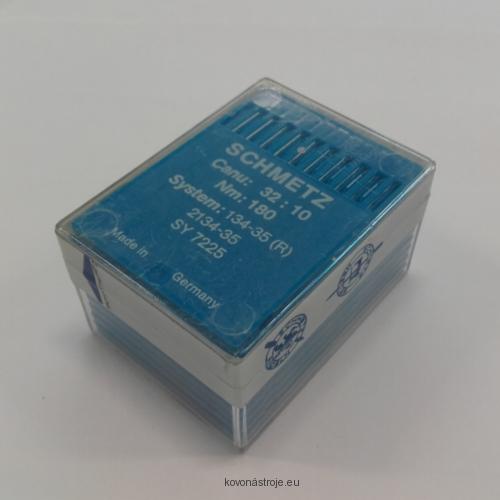 SCHMETZ
Canu: 32 : 10
Nm: 180
System: 134-35 (R)
2134-35
SY 7225
Made in Germany
kovonástroje.eu